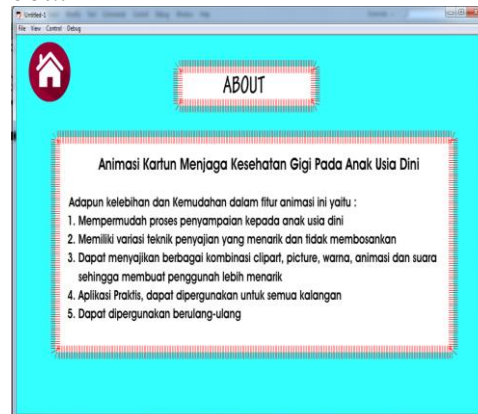 Untitled-1
File View Control Debug
ABOUT
Animasi Kartun Menjaga Kesehatan Gigi Pada Anak Usia Dini
Adapun kelebihan dan Kemudahan dalam fitur animasi ini yaitu :
1. Mempermudah proses penyampaian kepada anak usia dini
2. Memiliki variasi teknik penyajian yang menarik dan tidak membosankan
3. Dapat menyajikan berbagai kombinasi clipart, picture, warna, animasi dan suara
sehingga membuat penggunah lebih menarik
4. Aplikasi Praktis, dapat dipergunakan untuk semua kalangan
5. Dapat dipergunakan berulang-ulang